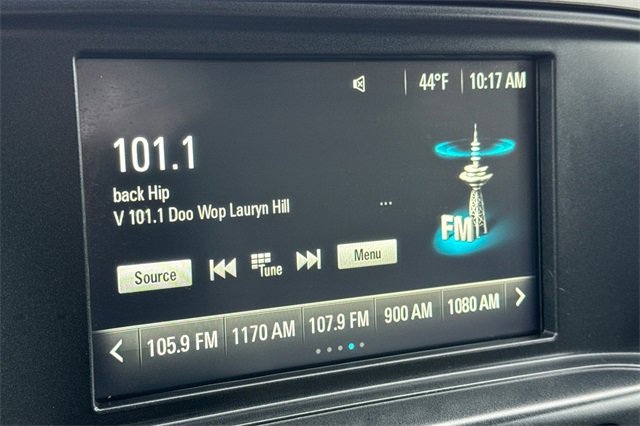 44°F 10:17 AM
101.1
back Hip
V 101.1 Doo Wop Lauryn Hill
...
FM
Source Tune Menu
105.9 FM 1170 AM 107.9 FM 900 AM 1080 AM